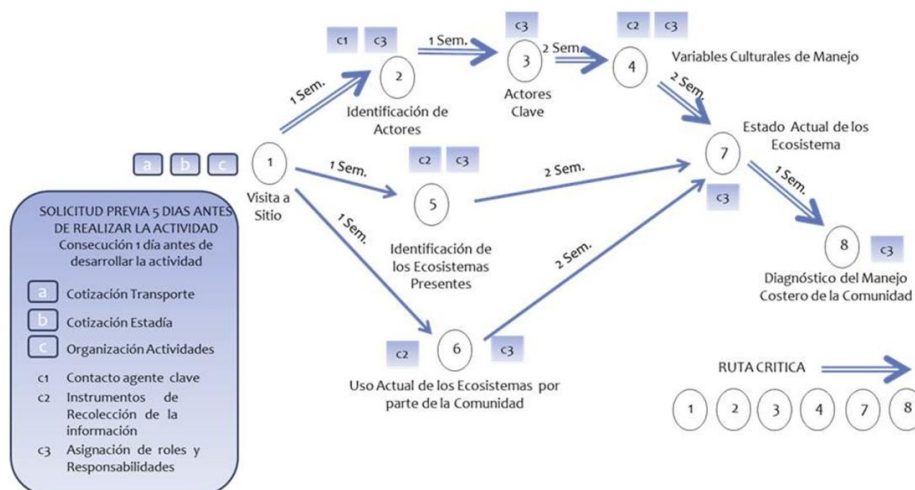 c1 c3
1 Sem.
c3
2 Sem.
c2 c3
1 Sem.
2
3
4
Variables Culturales de Manejo
Identificación de
Actores
Actores
Clave
2 Sem.
a b c
1
Visita a
Sitio
1 Sem.
c2 c3
5
2 Sem.
7
Estado Actual de los
Ecosistema
c3
1 Sem.
Identificación de
los Ecosistemas
Presentes
1 Sem.
2 Sem.
8
c3
Diagnóstico del Manejo
Costero de la Comunidad
c2
6
c3
Uso Actual de los Ecosistemas por
parte de la Comunidad
SOLICITUD PREVIA 5 DIAS ANTES
DE REALIZAR LA ACTIVIDAD
Consecución 1 día antes de
desarrollar la actividad
a Cotización Transporte
b Cotización Estadía
c Organización Actividades
c1 Contacto agente clave
c2 Instrumentos de
Recolección de la
información
c3 Asignación de roles y
Responsabilidades
RUTA CRITICA
1 2 3 4 7 8